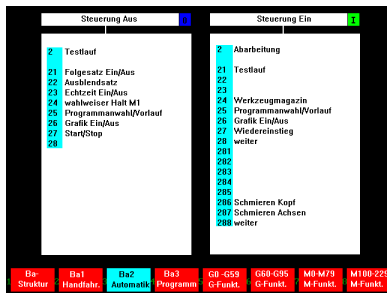 Steuerung Aus
2 Testlauf
21 Folgesatz Ein/Aus
22 Ausblendsatz
23 Echtzeit Ein/Aus
24 wahlweiser Halt M1
25 Programmanwahl/Vorlauf
26 Grafik Ein/Aus
27 Start/Stop
28
Steuerung Ein I
2 Abarbeitung
21 Testlauf
22
23
24 Werkzeugmagazin
25 Programmanwahl/Vorlauf
26 Grafik Ein/Aus
27 Wiedereinstieg
28 weiter
281
282
283
284
285
286 Schmieren Kopf
287 Schmieren Achsen
288 weiter
Ba- Struktur
Ba1 Handfahr.
Ba2 Automatik
Ba3 Programm
G0 -G59 G-Funkt.
G60-G95 G-Funkt.
M0-M79 M-Funkt.
M100-229 M-Funkt.